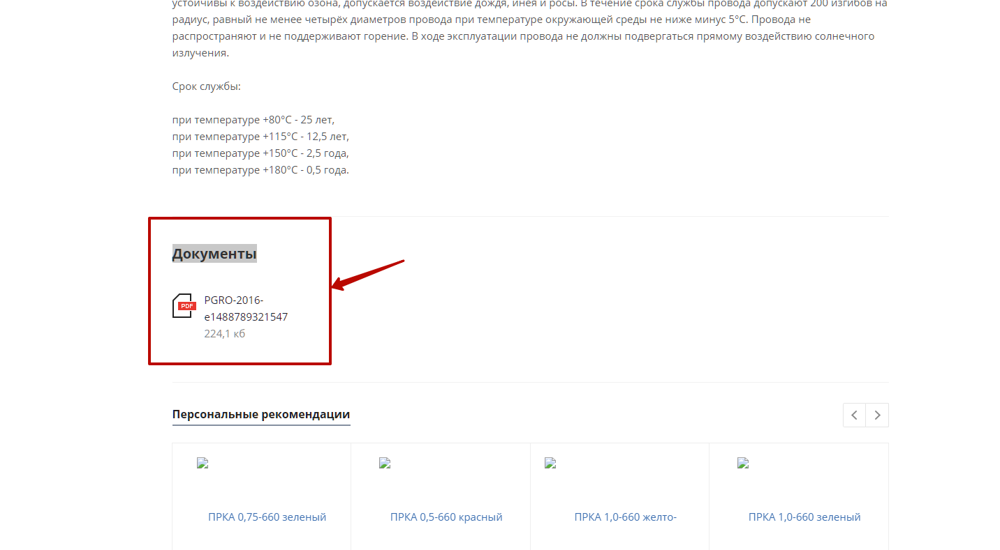 устойчивы к воздействию озона, допускается воздействие дождя, инея и росы. В течение срока службы провода допускают 200 изгибов на
радиус, равный не менее четырёх диаметров провода при температуре окружающей среды не ниже минус 5°С. Провода не
распространяют и не поддерживают горение. В ходе эксплуатации провода не должны подвергаться прямому воздействию солнечного
излучения.
Срок службы:
при температуре +80°С - 25 лет,
при температуре +115°С - 12,5 лет,
при температуре +150°С - 2,5 года,
при температуре +180°С - 0,5 года.
Документы
PDF
PGRO-2016-
e1488789321547
224,1 кб
Персональные рекомендации
ПРКА 0,75-660 зеленый
ПРКА 0,5-660 красный
ПРКА 1,0-660 желто-
ПРКА 1,0-660 зеленый